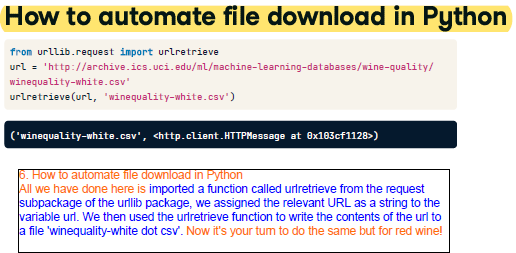 How to automate file download in Python
from urllib.request import urlretrieve
url = 'http://archive.ics.uci.edu/ml/machine-learning-databases/wine-quality/
winequality-white.csv'
urlretrieve(url, 'winequality-white.csv')
('winequality-white.csv', <http.client.HTTPMessage at 0x103cf1128>)
6. How to automate file download in Python
All we have done here is imported a function called urlretrieve from the request
subpackage of the urllib package, we assigned the relevant URL as a string to the
variable url. We then used the urlretrieve function to write the contents of the url to
a file 'winequality-white dot csv'. Now it's your turn to do the same but for red wine!